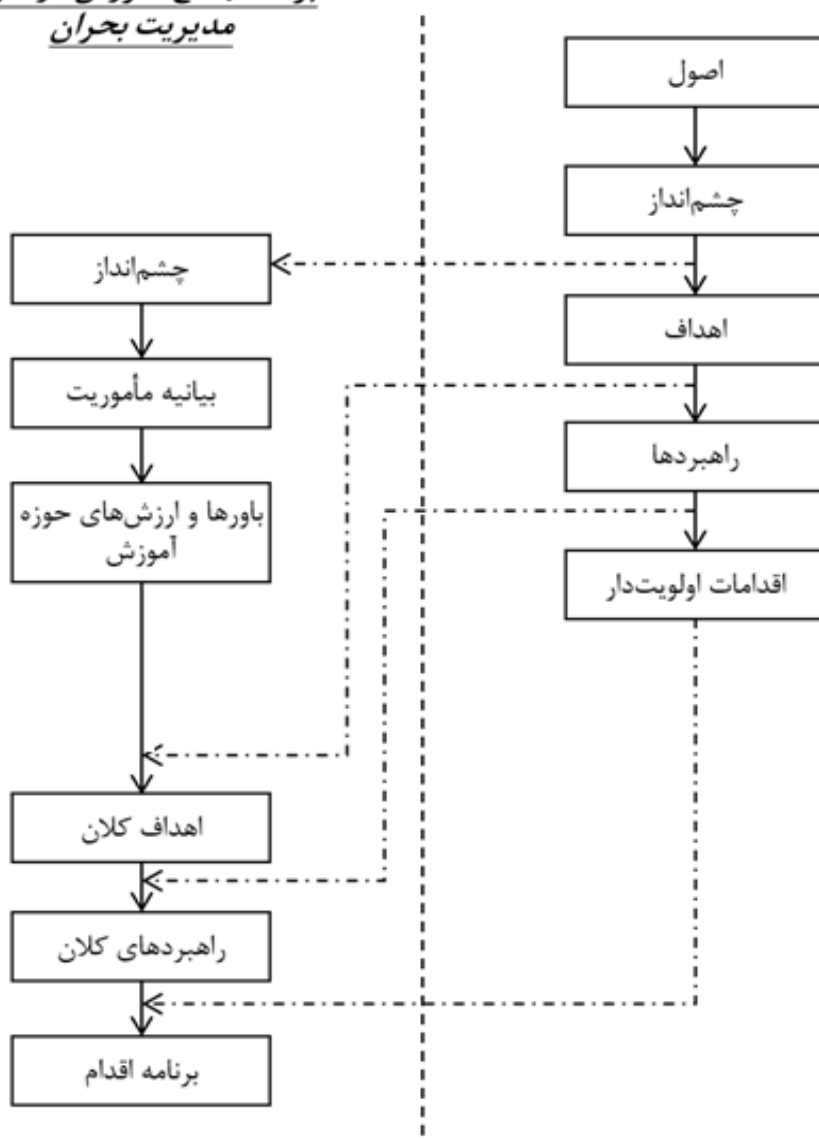 مدیریت بحران
اصول
چشم‌انداز
اهداف
راهبردها
اقدامات اولویت‌دار
چشم‌انداز
بیانیه مأموریت
باورها و ارزش‌های حوزه
آموزش
اهداف کلان
راهبردهای کلان
برنامه اقدام